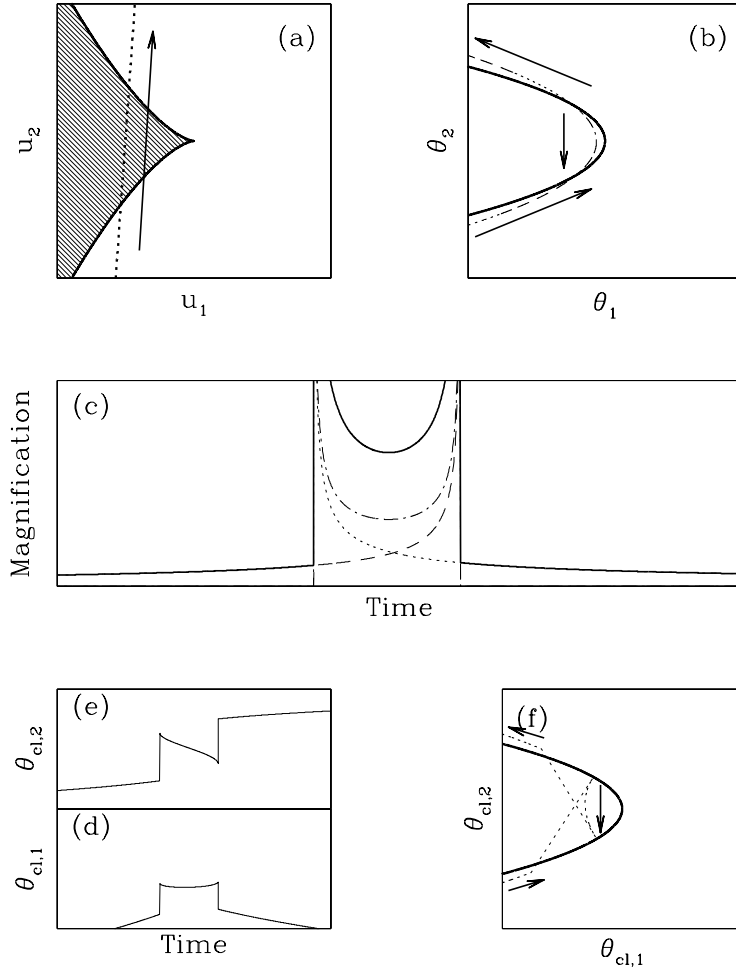 (a)
u2
u1
(b)
θ2
θ1
(c)
Magnification
Time
(e)
θcl,2
(d)
θcl,1
Time
(f)
θcl,2
θcl,1